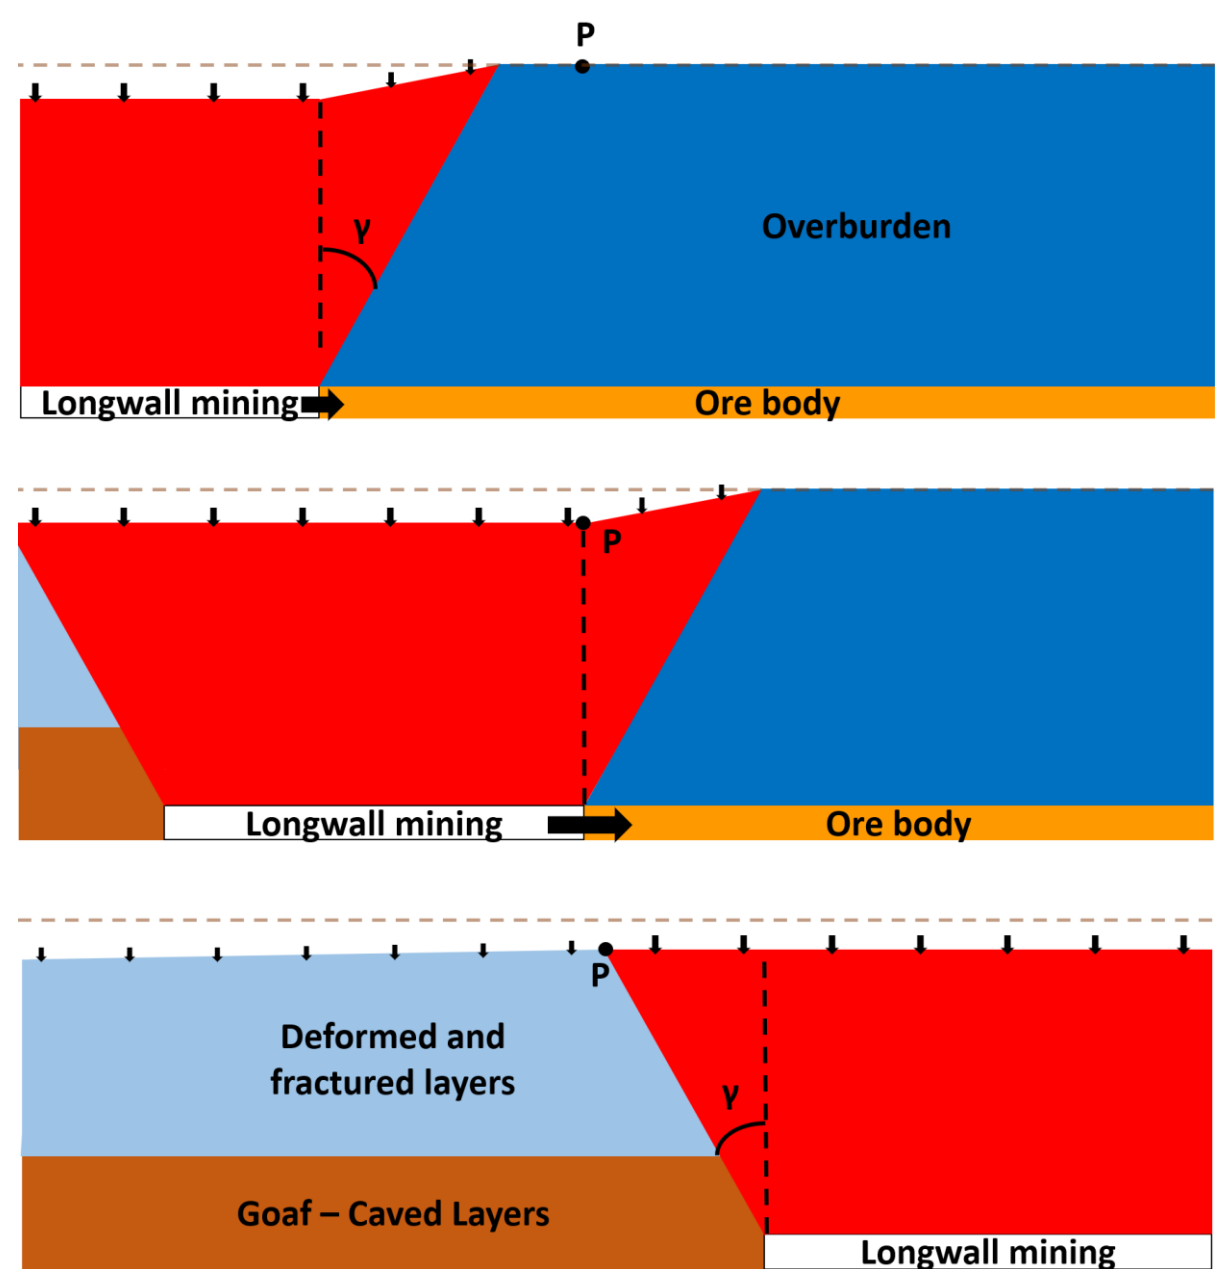 P
γ
Overburden
Longwall mining
Ore body
P
Longwall mining
Ore body
P
Deformed and
fractured layers
γ
Goaf – Caved Layers
Longwall mining